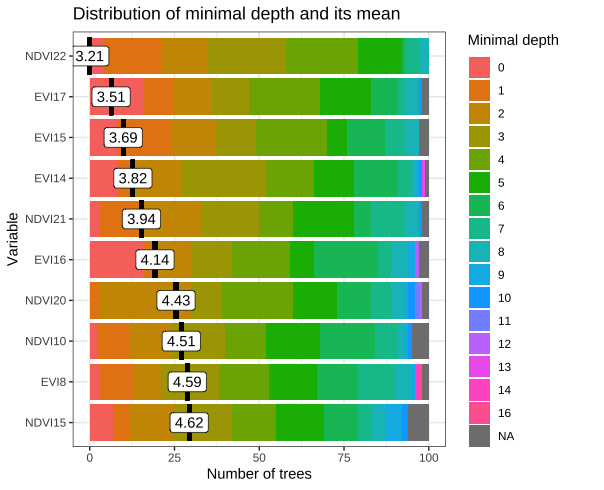 Distribution of minimal depth and its mean
Variable
NDVI22
EVI17
EVI15
EVI14
NDVI21
EVI16
NDVI20
NDVI10
EVI8
NDVI15
3.21
3.51
3.69
3.82
3.94
4.14
4.43
4.51
4.59
4.62
0 25 50 75 100
Number of trees
Minimal depth
0
1
2
3
4
5
6
7
8
9
10
11
12
13
14
16
NA